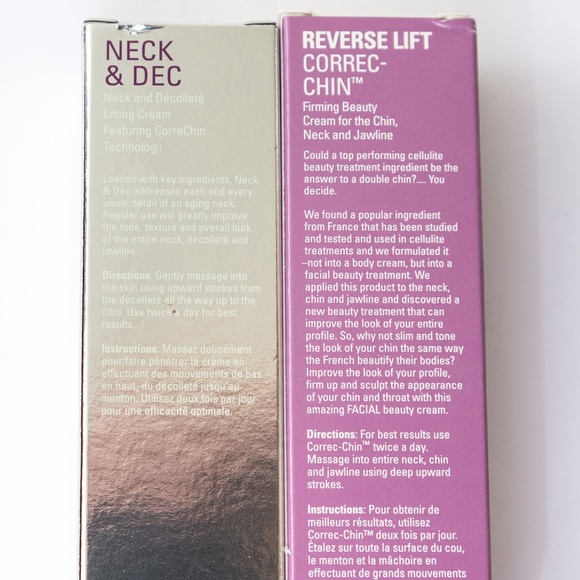 NECK
& DEC
Neck and Décolleté
Lifting Cream
Featuring CorreChin
Technologi
Loaded with key ingredients, Neck
& Dec addresses each and every
visual detail of an aging neck.
Regular use will greatly improve
the tone, texture and overall look
of the entire neck, décolleté and
jawline.
Directions: Gently massage into
the skin using upward strokes from
the décolleté all the way up to the
chin. Use twice a day for best
results.
Instructions: Massez doucement
pour faire pénétrer la crème en
effectuant des mouvements de bas
en haut, du décolleté jusqu'au
menton. Utilisez deux fois par jour
pour une efficacité optimale.
REVERSE LIFT
CORREC-
CHIN™
Firming Beauty
Cream for the Chin,
Neck and Jawline
Could a top performing cellulite
beauty treatment ingredient be the
answer to a double chin?.... You
decide.
We found a popular ingredient
from France that has been studied
and tested and used in cellulite
treatments and we formulated it
–not into a body cream, but into a
facial beauty treatment. We
applied this product to the neck,
chin and jawline and discovered a
new beauty treatment that can
improve the look of your entire
profile. So, why not slim and tone
the look of your chin the same way
the French beautify their bodies?
Improve the look of your profile,
firm up and sculpt the appearance
of your chin and throat with this
amazing FACIAL beauty cream.
Directions: For best results use
Correc-Chin™ twice a day.
Massage into entire neck, chin
and jawline using deep upward
strokes.
Instructions: Pour obtenir de
meilleurs résultats, utilisez
Correc-Chin™ deux fois par jour.
Étalez sur toute la surface du cou,
le menton et la mâchoire en
effectuant de grands mouvements